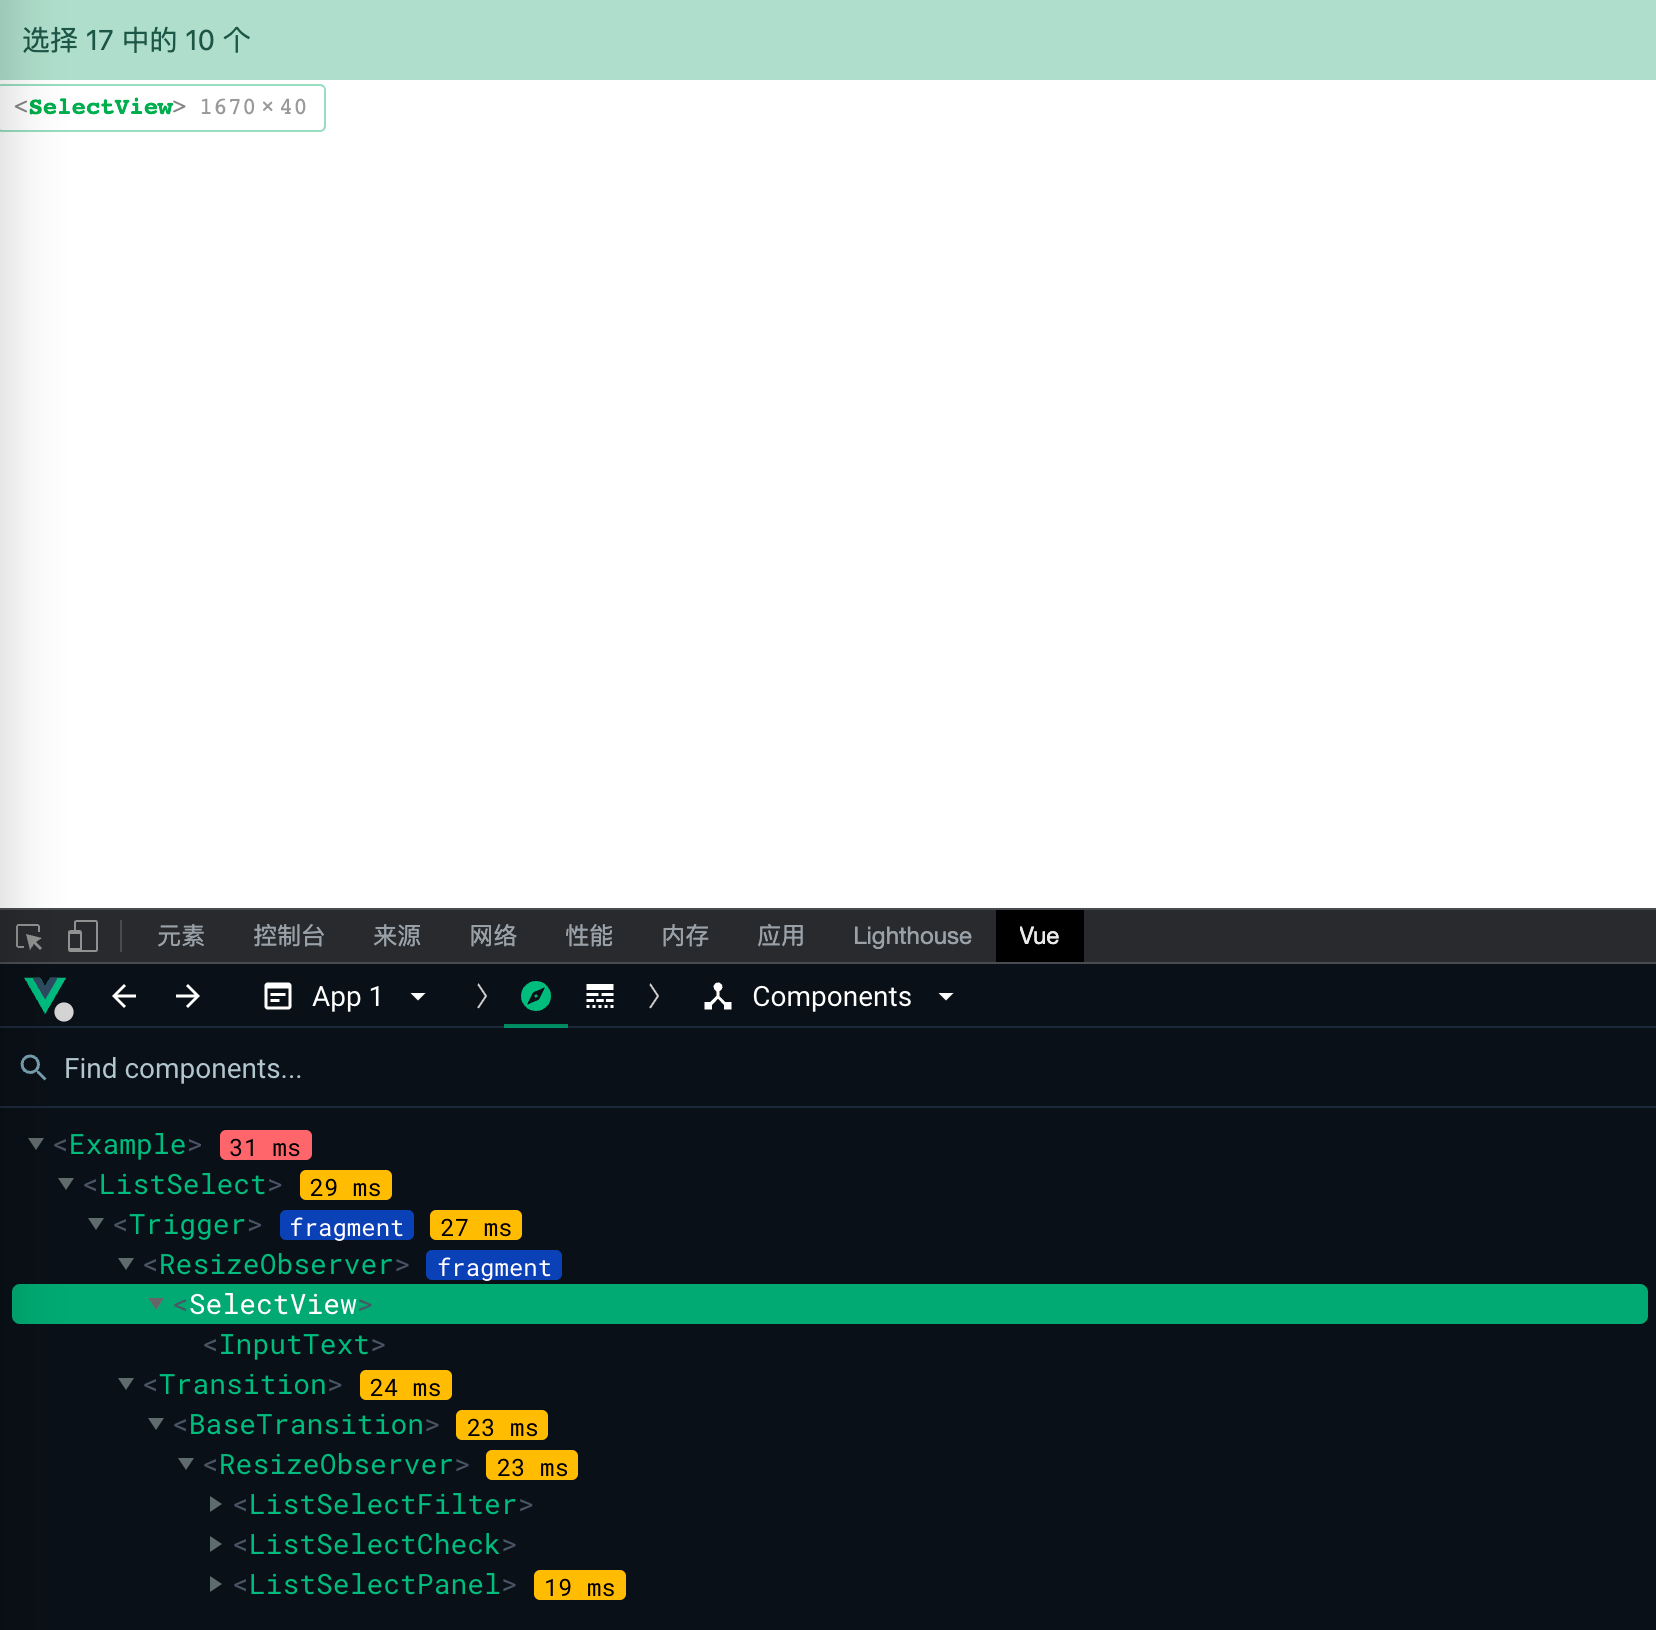 选择 17 中的 10 个
<SelectView> 1670 × 40
元素 控制台 来源 网络 性能 内存 应用 Lighthouse Vue
App 1 Components
Find components...
<Example> 31 ms
<ListSelect> 29 ms
<Trigger> fragment 27 ms
<ResizeObserver> fragment
<SelectView>
<InputText>
<Transition> 24 ms
<BaseTransition> 23 ms
<ResizeObserver> 23 ms
<ListSelectFilter>
<ListSelectCheck>
<ListSelectPanel> 19 ms